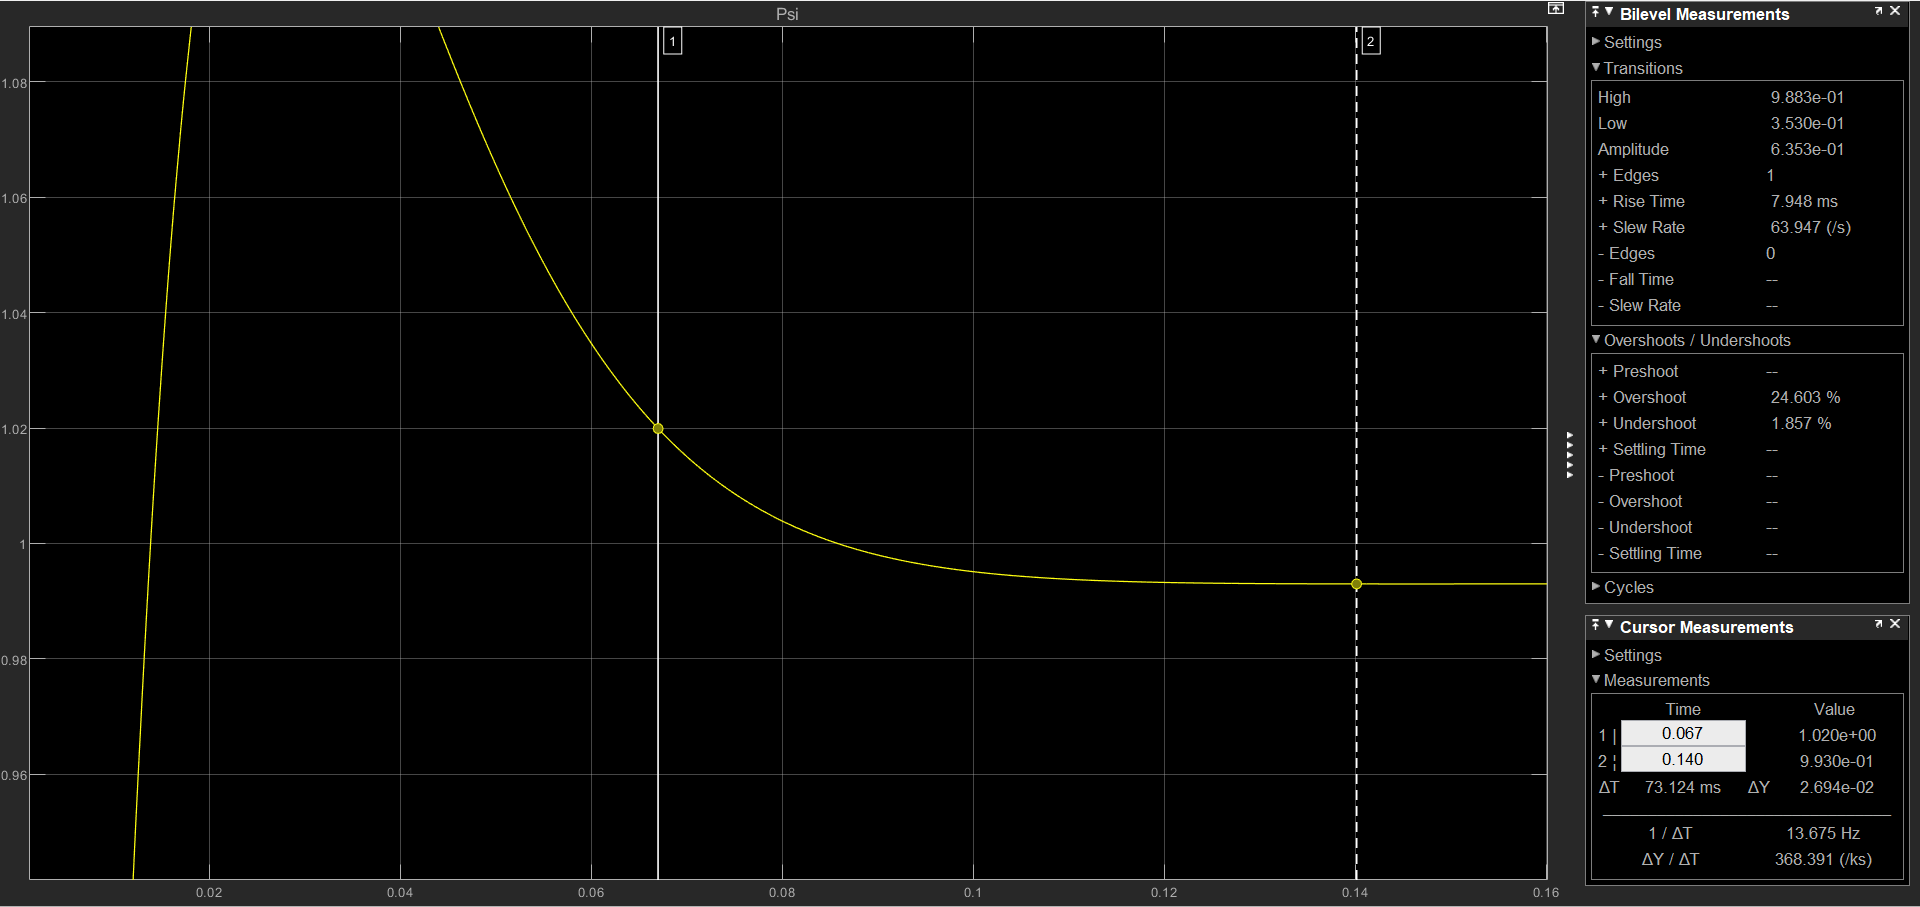 Psi
1
2
1.08
1.06
1.04
1.02
1
0.98
0.96
0.02
0.04
0.06
0.08
0.1
0.12
0.14
0.16
Bilevel Measurements
Settings
Transitions
High 9.883e-01
Low 3.530e-01
Amplitude 6.353e-01
+ Edges 1
+ Rise Time 7.948 ms
+ Slew Rate 63.947 (/s)
- Edges 0
- Fall Time --
- Slew Rate --
Overshoots / Undershoots
+ Preshoot --
+ Overshoot 24.603 %
+ Undershoot 1.857 %
+ Settling Time --
- Preshoot --
- Overshoot --
- Undershoot --
- Settling Time --
Cycles
Cursor Measurements
Settings
Measurements
Time Value
1 | 0.067 1.020e+00
2 ¦ 0.140 9.930e-01
ΔT 73.124 ms ΔY 2.694e-02
1 / ΔT 13.675 Hz
ΔY / ΔT 368.391 (/ks)